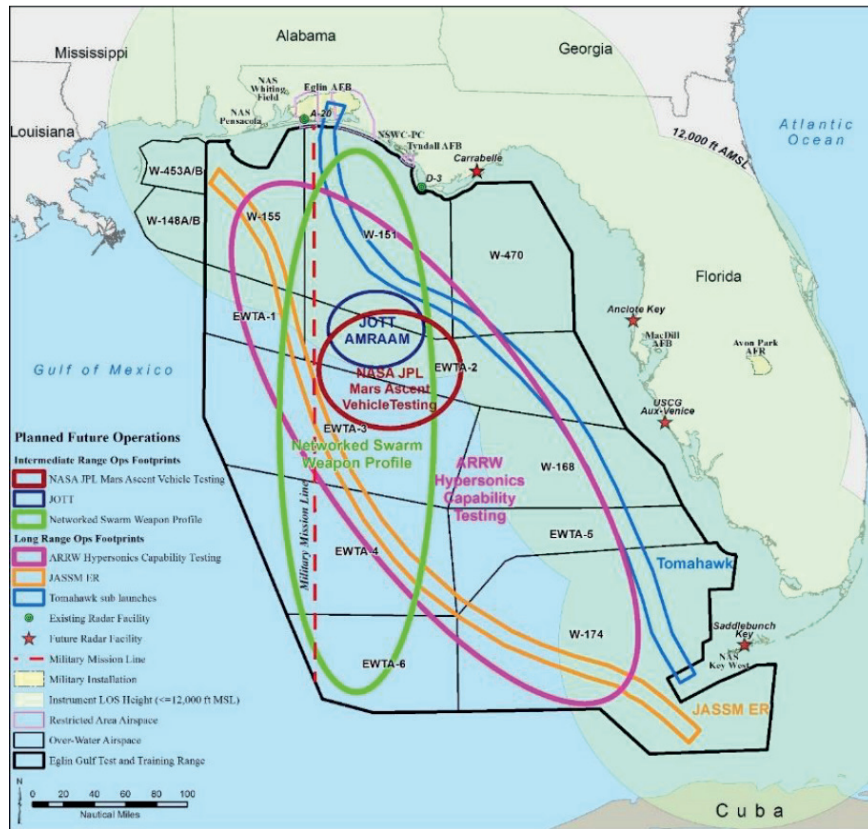 Mississippi
Alabama
Georgia
Louisiana
NAS
Whiting
Field
NAS
Pensacola
Eglin AFB
A-20
NSWC-PC
Tyndall AFB
D-3
Carrabelle
12,000 ft AMSL
Atlantic
Ocean
W-453A/B
W-148A/B
W-155
W-151
W-470
Florida
EWTA-1
JOTT
AMRAAM
EWTA-2
NASA JPL
Mars Ascent
VehicleTesting
Anclote Key
MacDill
AFB
Avon Park
AFR
USCG
Aux-Venice
Gulf of Mexico
EWTA-3
Networked Swarm
Weapon Profile
ARRW
Hypersonics
Capability
Testing
W-168
Military Mission Line
EWTA-4
EWTA-5
Tomahawk
W-174
EWTA-6
Saddlebunch
Key
NAS
Key West
JASSM ER
Cuba
Planned Future Operations
Intermediate Range Ops Footprints
NASA JPL Mars Ascent Vehicle Testing
JOTT
Networked Swarm Weapon Profile
Long Range Ops Footprints
ARRW Hypersonics Capability Testing
JASSM ER
Tomahawk sub launches
Existing Radar Facility
Future Radar Facility
Military Mission Line
Military Installation
Instrument LOS Height (<=12,000 ft MSL)
Restricted Area Airspace
Over-Water Airspace
Eglin Gulf Test and Training Range
N
0 20 40 60 80 100
Nautical Miles